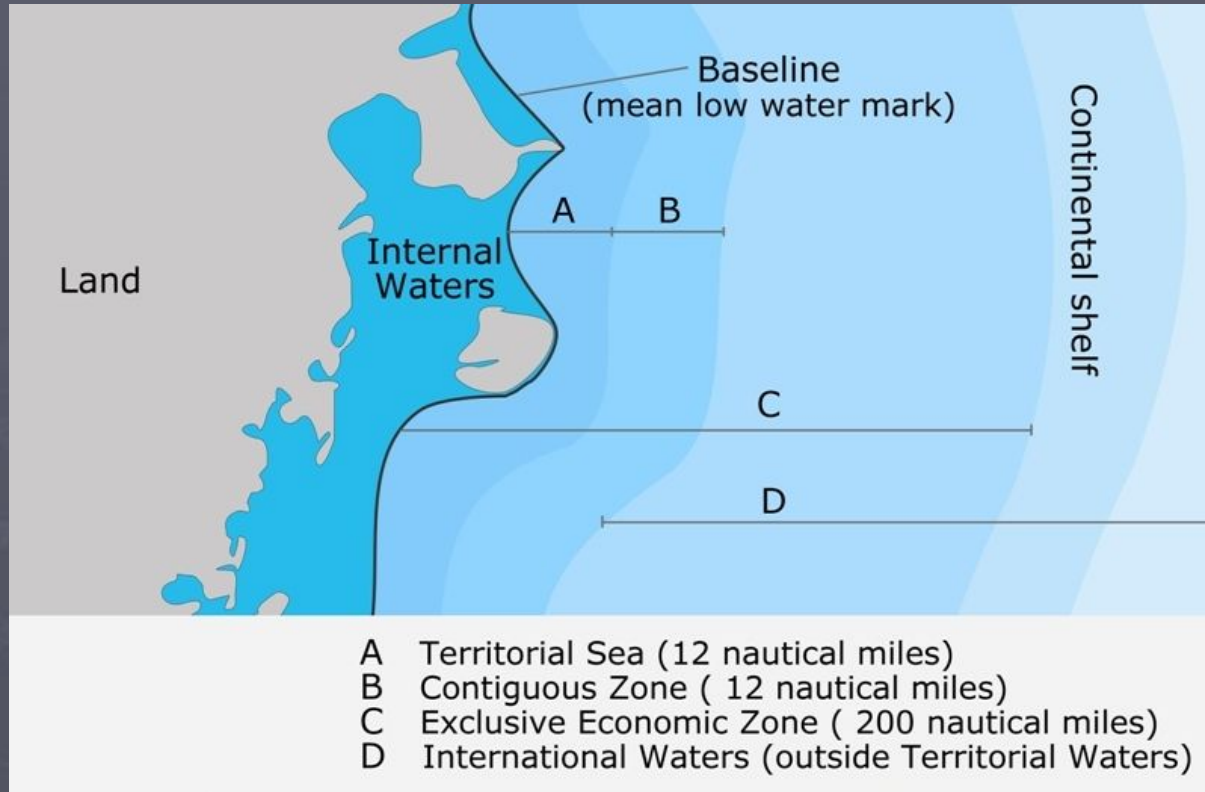 Baseline
(mean low water mark)
Continental shelf
A
B
Internal
Waters
Land
C
D
A Territorial Sea (12 nautical miles)
B Contiguous Zone ( 12 nautical miles)
C Exclusive Economic Zone ( 200 nautical miles)
D International Waters (outside Territorial Waters)